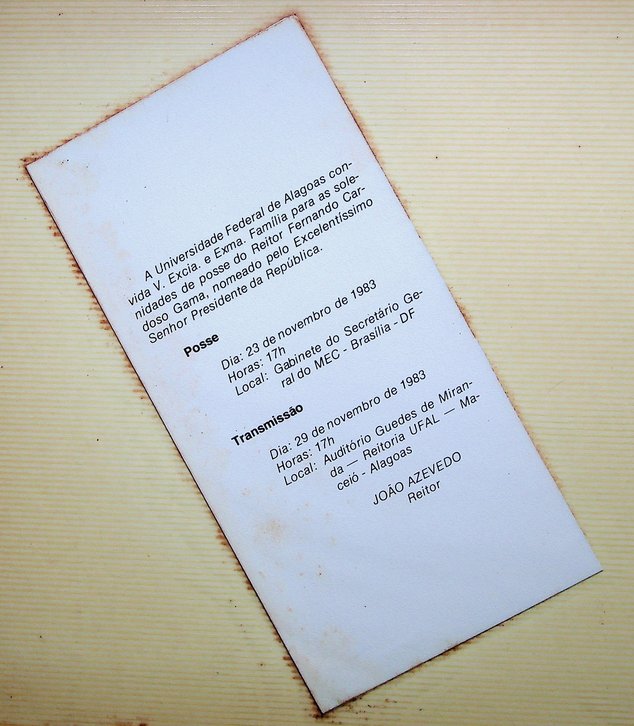 A Universidade Federal de Alagoas con-
vida V. Excia. e Exma. Família para as sole-
nidades de posse do Reitor Fernando Car-
doso Gama, nomeado pelo Excelentíssimo
Senhor Presidente da República.
Posse
Dia: 23 de novembro de 1983
Horas: 17h
Local: Gabinete do Secretário Ge-
ral do MEC - Brasília - DF
Transmissão
Dia: 29 de novembro de 1983
Horas: 17h
Local: Auditório Guedes de Miran-
da — Reitoria UFAL — Ma-
ceió - Alagoas
JOÃO AZEVEDO
Reitor